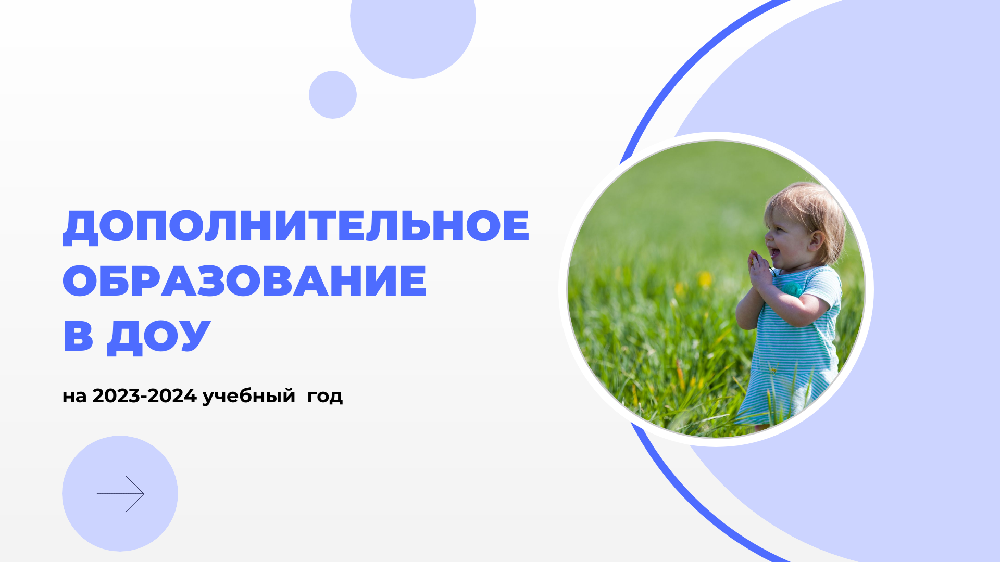 ДОПОЛНИТЕЛЬНОЕ
ОБРАЗОВАНИЕ
В ДОУ
на 2023-2024 учебный  год